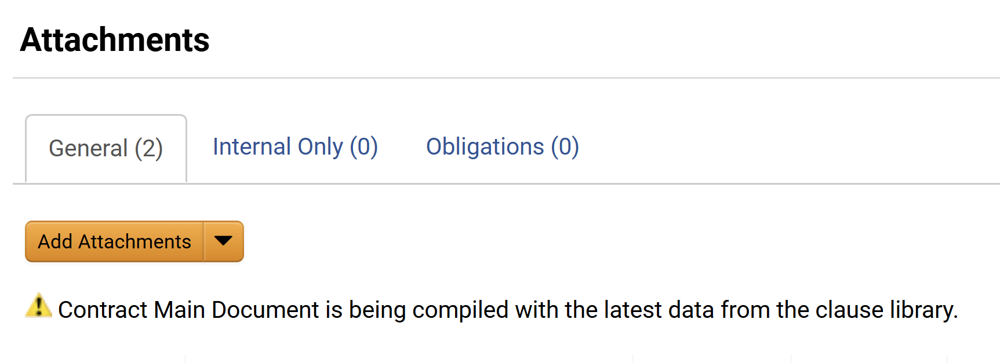 Attachments
General (2) Internal Only (0) Obligations (0)
Add Attachments
Contract Main Document is being compiled with the latest data from the clause library.